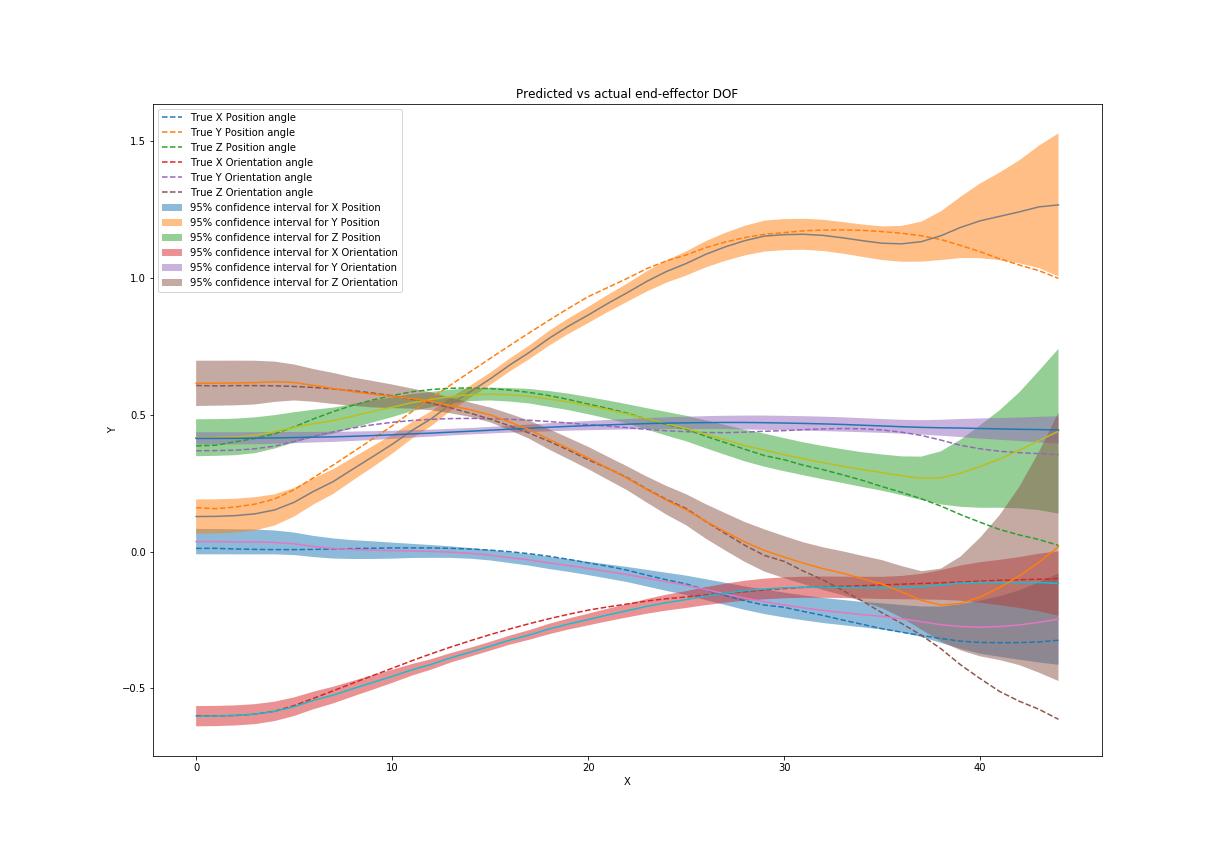 Predicted vs actual end-effector DOF
True X Position angle
True Y Position angle
True Z Position angle
True X Orientation angle
True Y Orientation angle
True Z Orientation angle
95% confidence interval for X Position
95% confidence interval for Y Position
95% confidence interval for Z Position
95% confidence interval for X Orientation
95% confidence interval for Y Orientation
95% confidence interval for Z Orientation
1.5
1.0
0.5
0.0
−0.5
Y
0 10 20 30 40
X